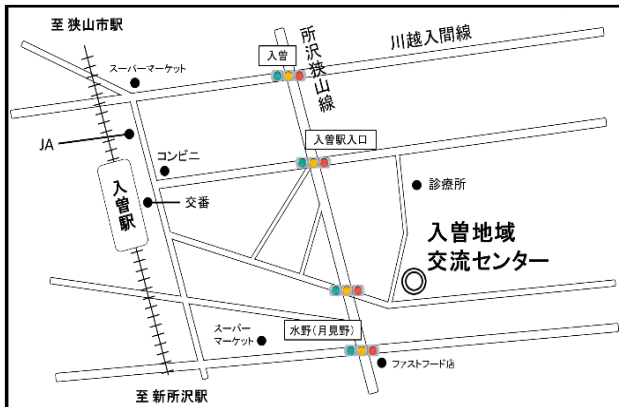 至 狭山市駅
スーパーマーケット
入曽
所沢狭山線
川越入間線
JA
コンビニ
入曽駅入口
診療所
入曽駅
交番
入曽地域
交流センター
水野(月見野)
スーパー
マーケット
ファストフード店
至 新所沢駅